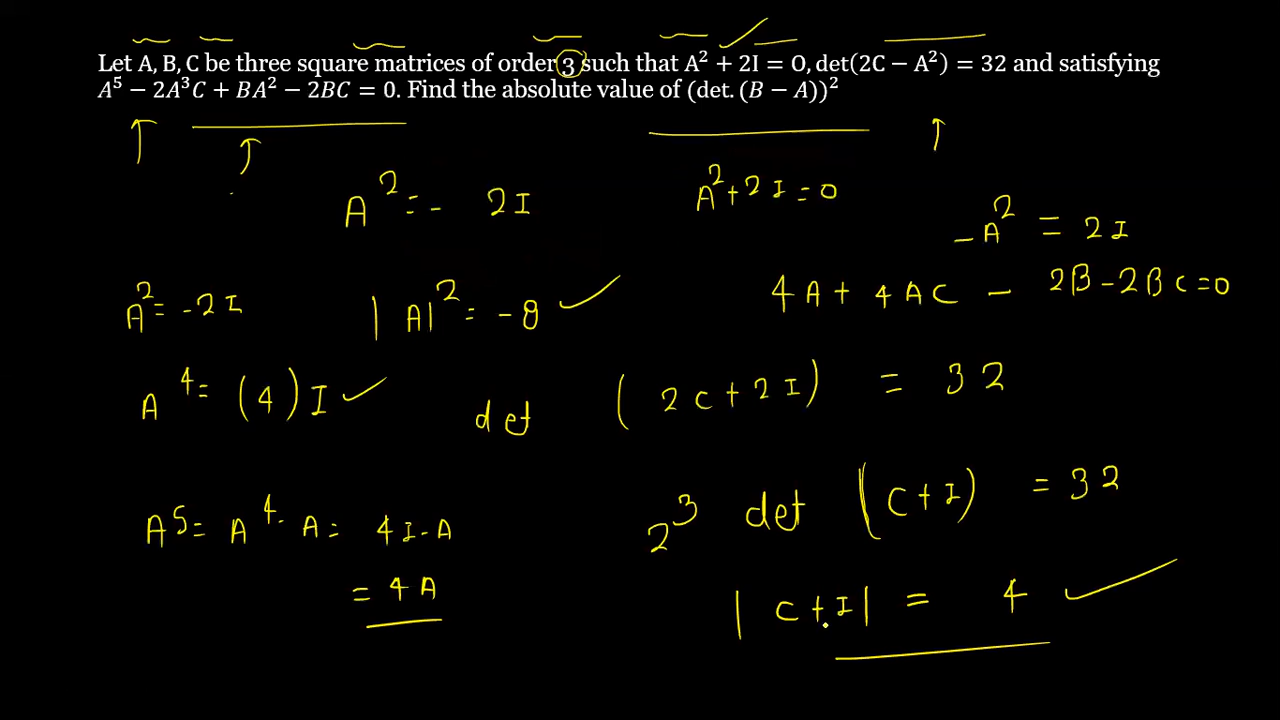 Let A, B, C be three square matrices of order 3 such that A² + 2I = O, det(2C − A²) = 32 and satisfying
A⁵ − 2A³C + BA² − 2BC = 0. Find the absolute value of (det. (B − A))²
A² = - 2I
A² + 2I = 0
-A² = 2I
4A + 4AC - 2B - 2BC = 0
A² = -2I
|A|² = -8
A⁴ = (4) I
det (2C + 2I) = 32
2³ det (C + I) = 32
A⁵ = A⁴. A = 4I - A
= 4A
|C + I| = 4